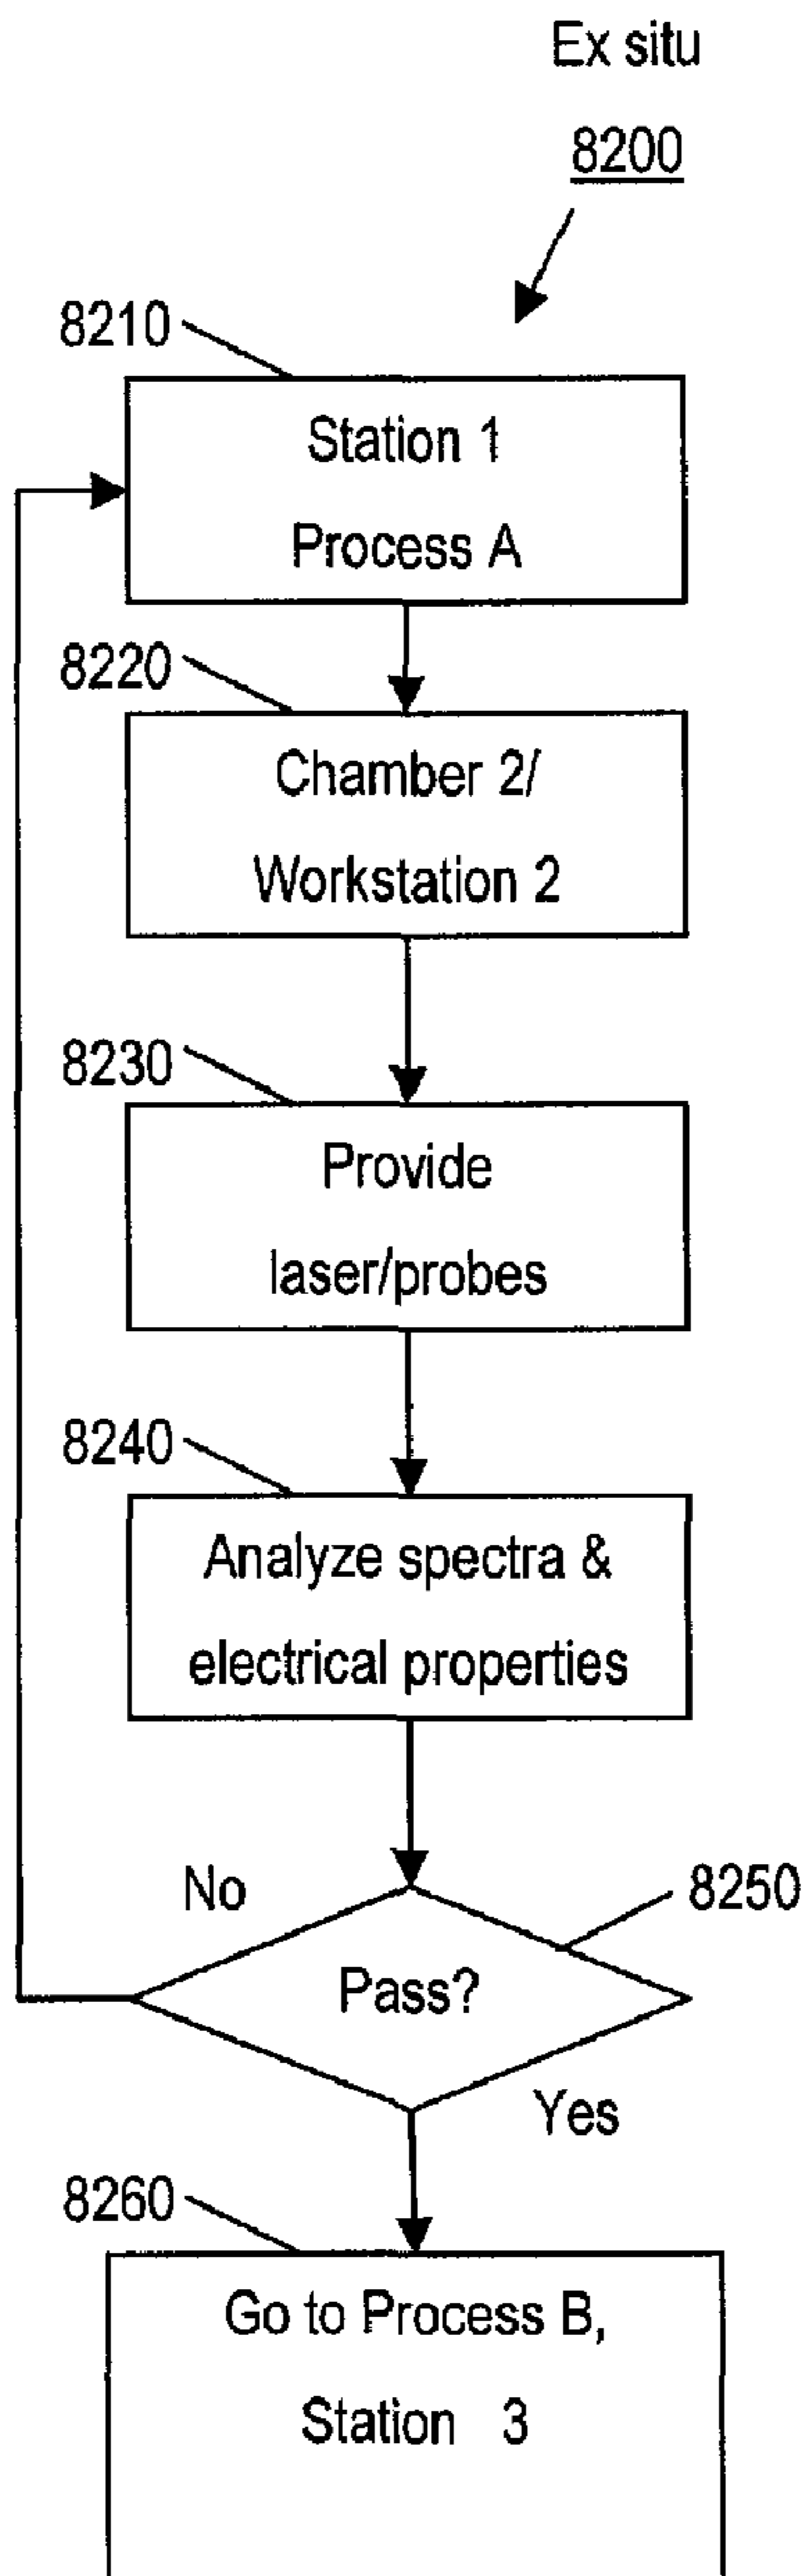 Ex situ
8200
8210
Station 1
Process A
8220
Chamber 2/
Workstation 2
8230
Provide
laser/probes
8240
Analyze spectra &
electrical properties
No
8250
Pass?
Yes
8260
Go to Process B,
Station 3